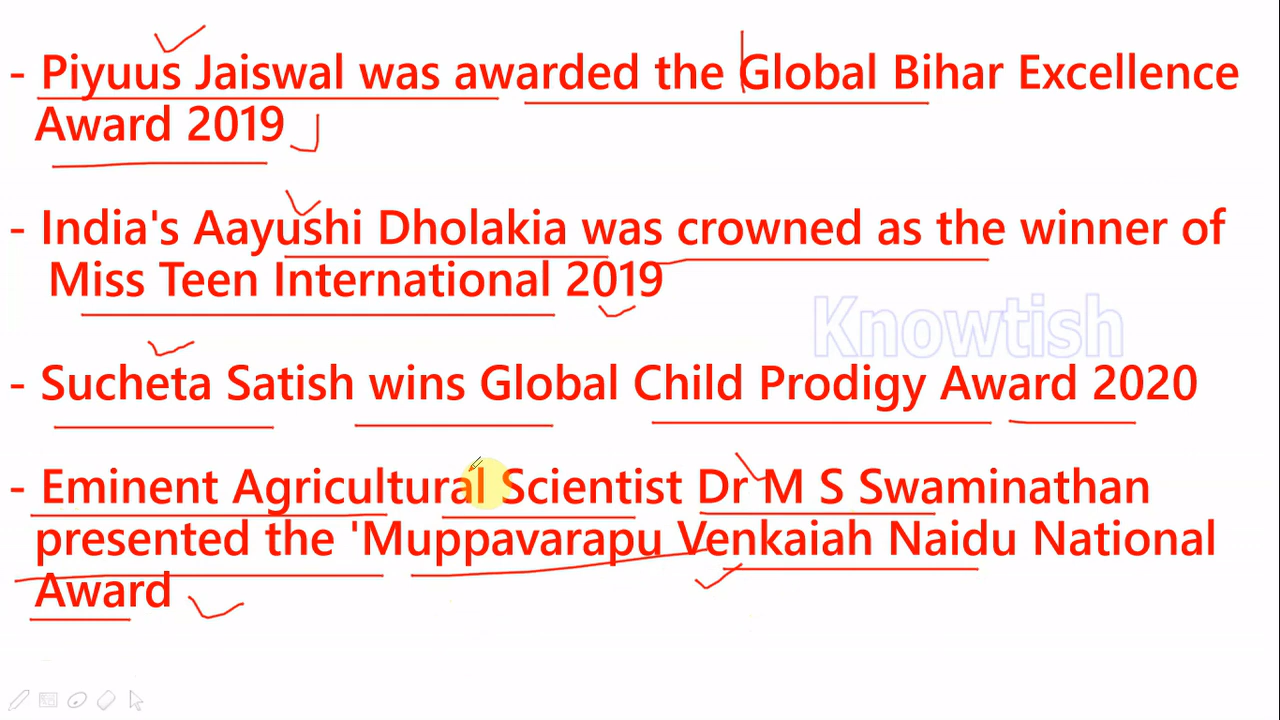 - Piyuus Jaiswal was awarded the Global Bihar Excellence
Award 2019
- India's Aayushi Dholakia was crowned as the winner of
Miss Teen International 2019
Knowtish
- Sucheta Satish wins Global Child Prodigy Award 2020
- Eminent Agricultural Scientist Dr M S Swaminathan
presented the 'Muppavarapu Venkaiah Naidu National
Award